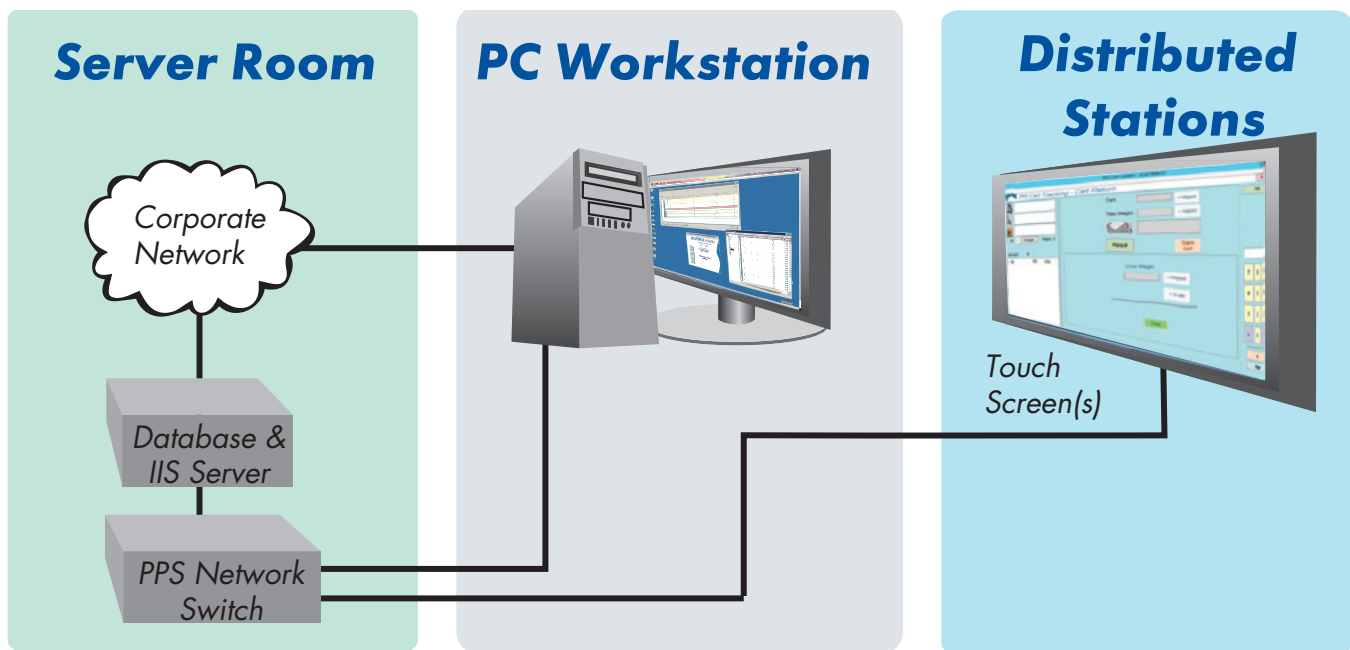 Server Room
PC Workstation
Distributed
Stations
Corporate
Network
Database &
IIS Server
PPS Network
Switch
Touch
Screen(s)